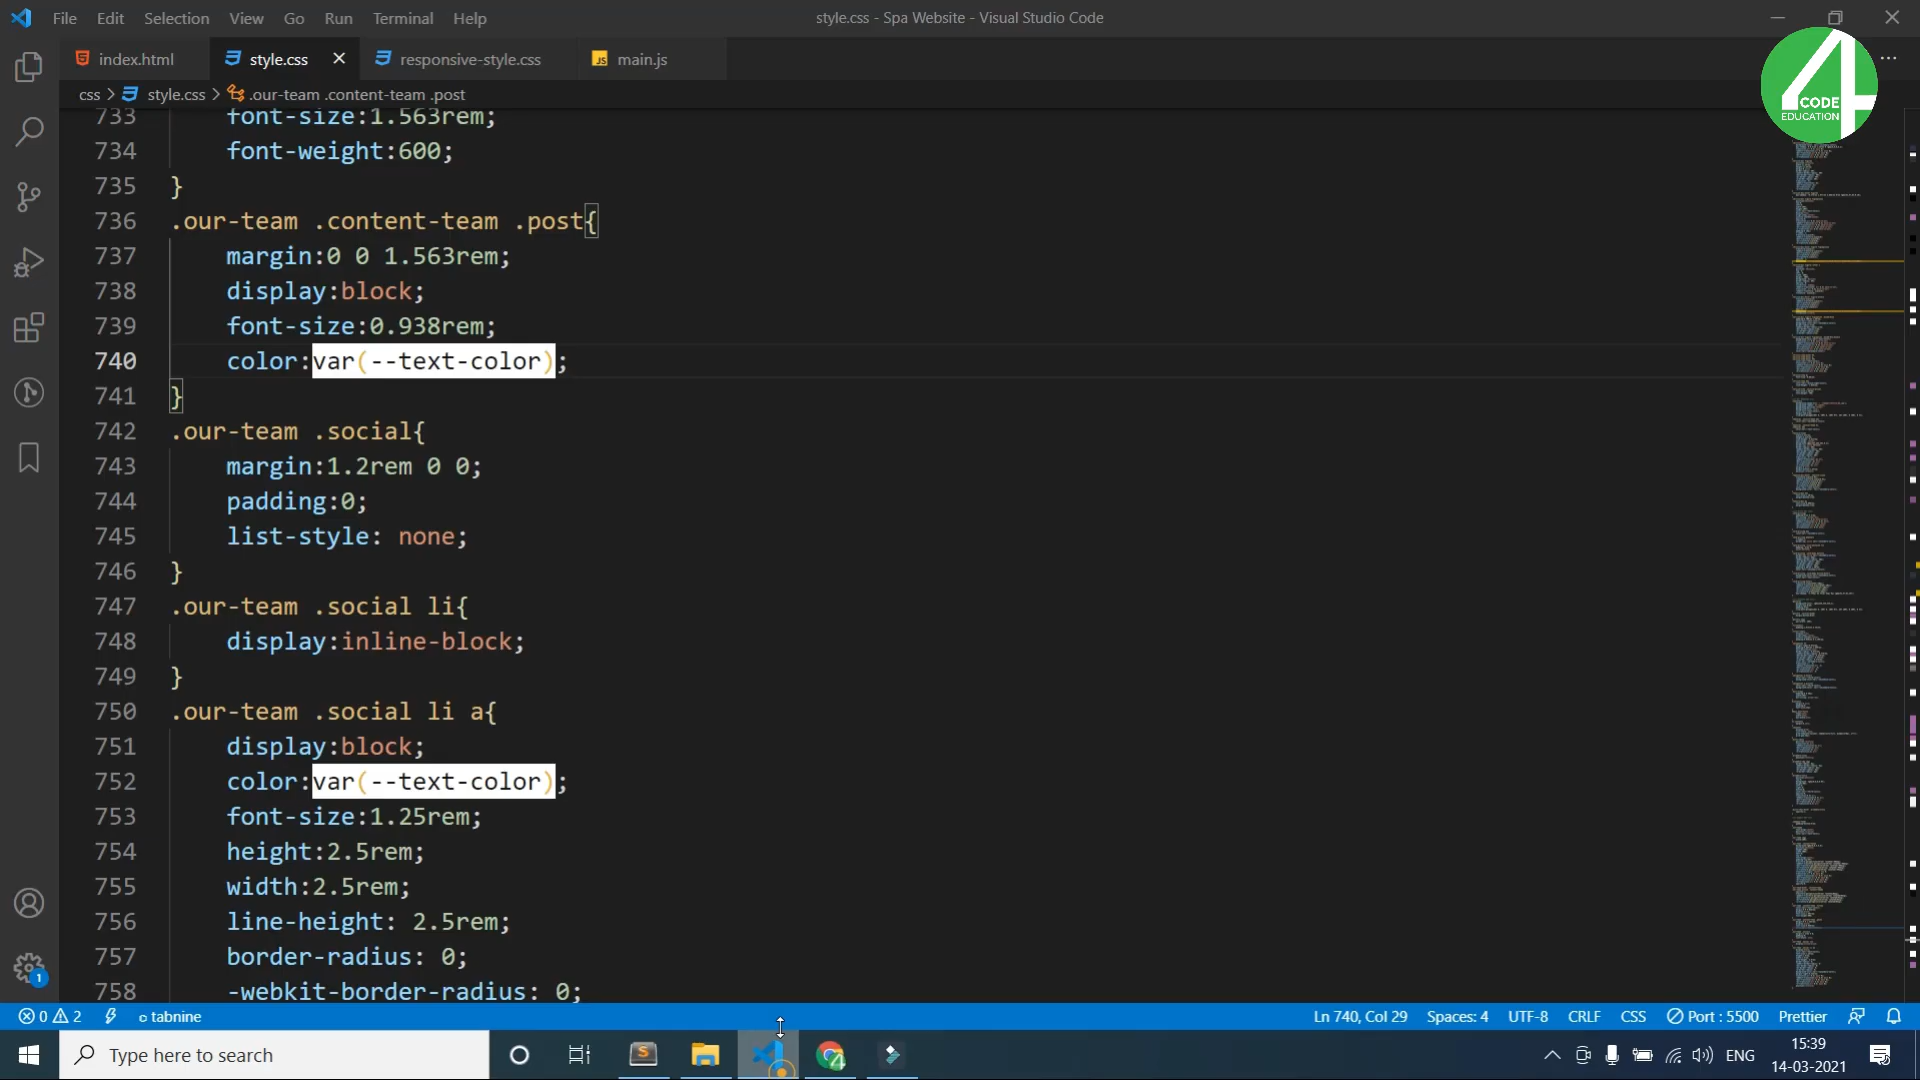 File Edit Selection View Go Run Terminal Help
style.css - Spa Website - Visual Studio Code
index.html style.css responsive-style.css JS main.js
4 CODE EDUCATION
css > style.css > .our-team .content-team .post
733 font-size:1.563rem;
734 font-weight:600;
735 }
736 .our-team .content-team .post{
737 margin:0 0 1.563rem;
738 display:block;
739 font-size:0.938rem;
740 color:var(--text-color);
741 }
742 .our-team .social{
743 margin:1.2rem 0 0;
744 padding:0;
745 list-style: none;
746 }
747 .our-team .social li{
748 display:inline-block;
749 }
750 .our-team .social li a{
751 display:block;
752 color:var(--text-color);
753 font-size:1.25rem;
754 height:2.5rem;
755 width:2.5rem;
756 line-height: 2.5rem;
757 border-radius: 0;
758 -webkit-border-radius: 0;
1
0 2 tabnine Ln 740, Col 29 Spaces: 4 UTF-8 CRLF CSS Port : 5500 Prettier
Type here to search
ENG
15:39
14-03-2021